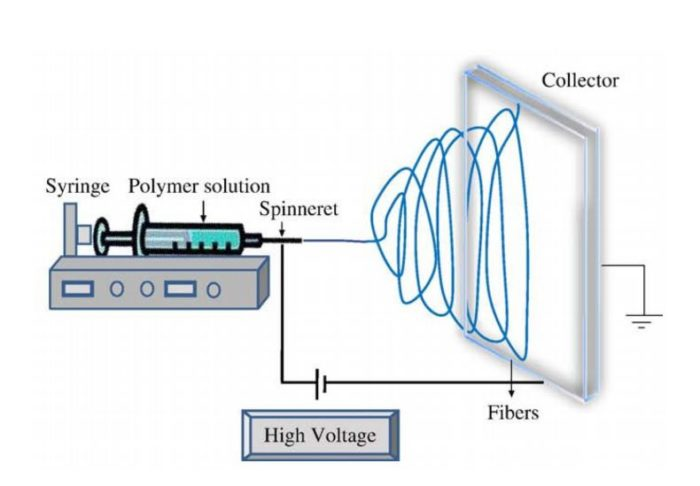 Collector
Syringe
Polymer solution
Spinneret
Fibers
High Voltage